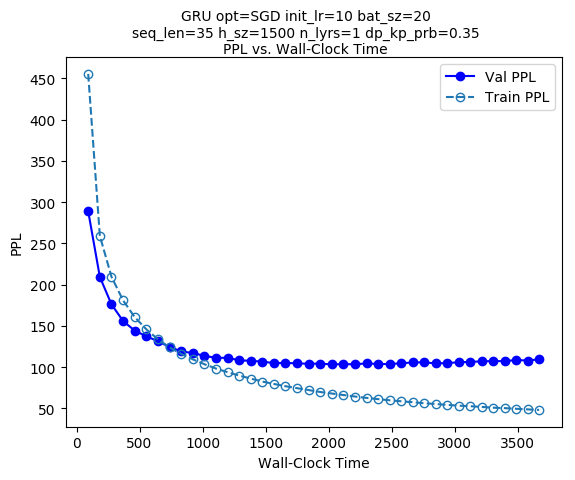 GRU opt=SGD init_lr=10 bat_sz=20
seq_len=35 h_sz=1500 n_lyrs=1 dp_kp_prb=0.35
PPL vs. Wall-Clock Time
Val PPL
Train PPL
PPL
450
400
350
300
250
200
150
100
50
0
500
1000
1500
2000
2500
3000
3500
Wall-Clock Time